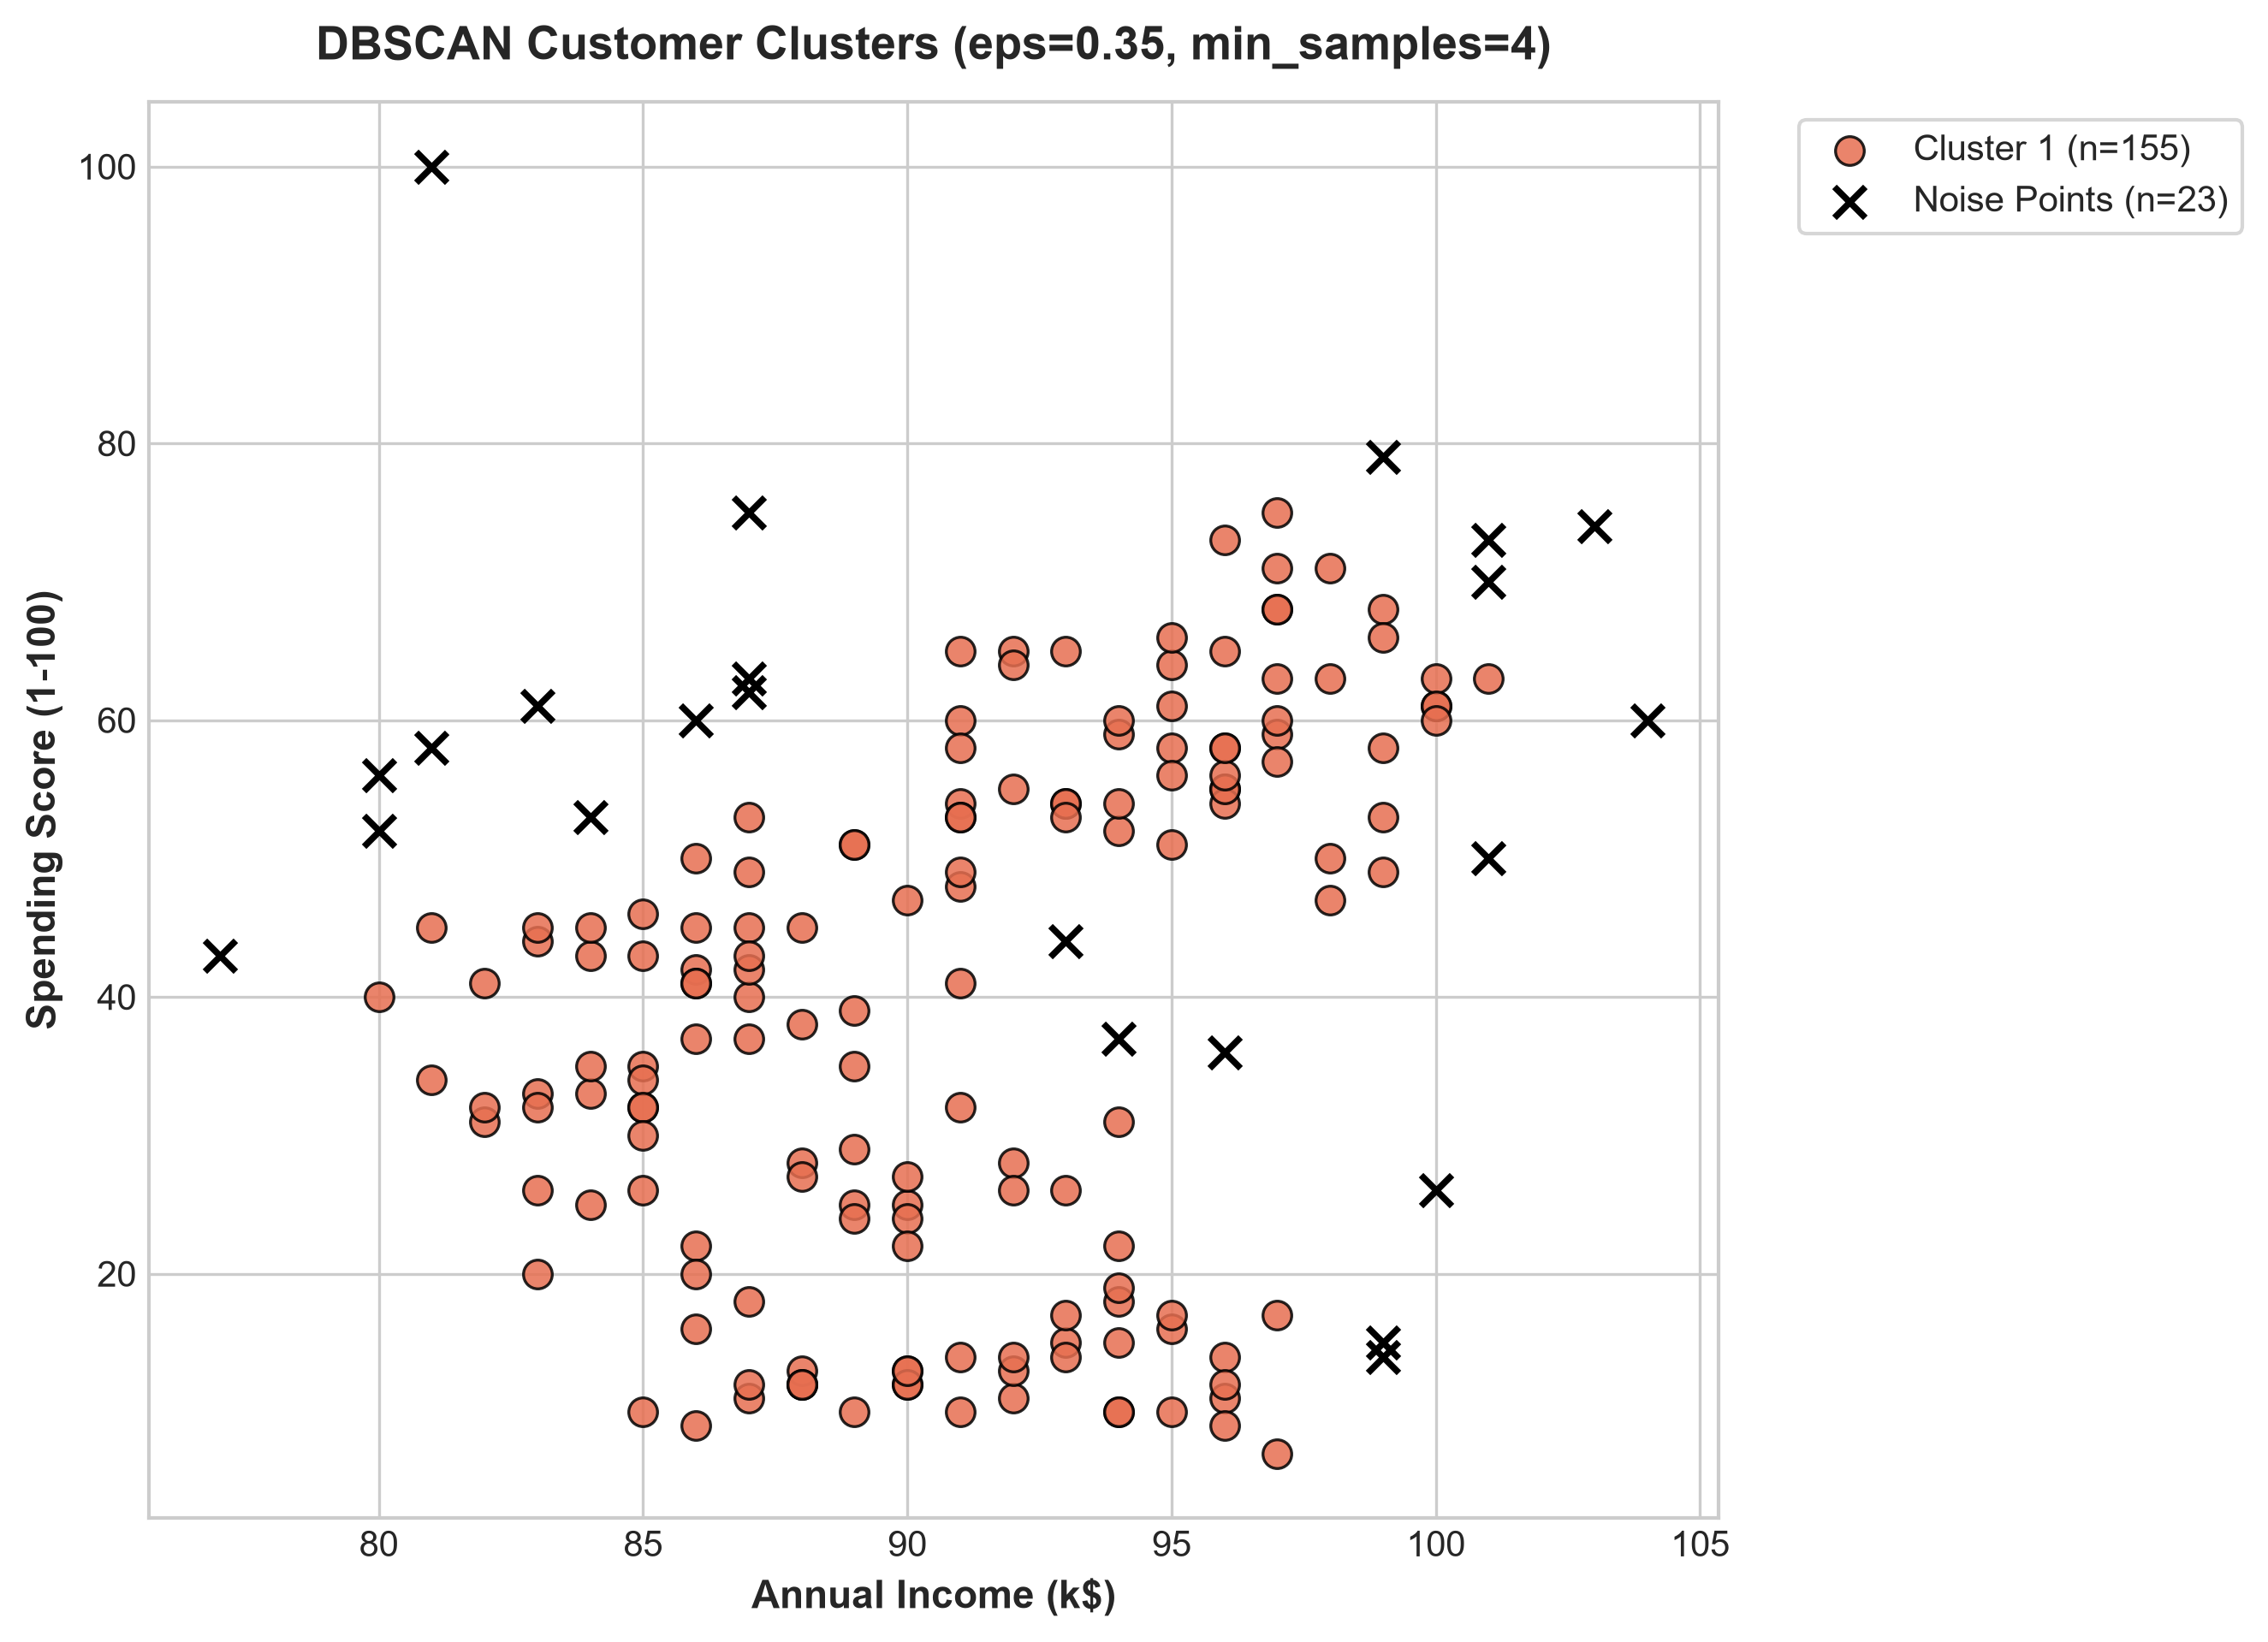 DBSCAN Customer Clusters (eps=0.35, min_samples=4)
Cluster 1 (n=155)
Noise Points (n=23)
Spending Score (1-100)
100
80
60
40
20
80
85
90
95
100
105
Annual Income (k$)